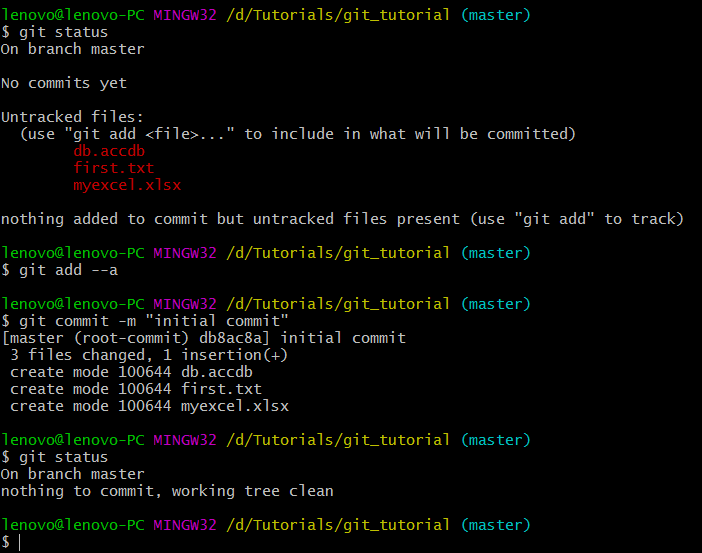 lenovo@lenovo-PC MINGW32 /d/Tutorials/git_tutorial (master)
$ git status
On branch master
No commits yet
Untracked files:
(use "git add <file>..." to include in what will be committed)
db.accdb
first.txt
myexcel.xlsx
nothing added to commit but untracked files present (use "git add" to track)
lenovo@lenovo-PC MINGW32 /d/Tutorials/git_tutorial (master)
$ git add --a
lenovo@lenovo-PC MINGW32 /d/Tutorials/git_tutorial (master)
$ git commit -m "initial commit"
[master (root-commit) db8ac8a] initial commit
3 files changed, 1 insertion(+)
create mode 100644 db.accdb
create mode 100644 first.txt
create mode 100644 myexcel.xlsx
lenovo@lenovo-PC MINGW32 /d/Tutorials/git_tutorial (master)
$ git status
On branch master
nothing to commit, working tree clean
lenovo@lenovo-PC MINGW32 /d/Tutorials/git_tutorial (master)
$